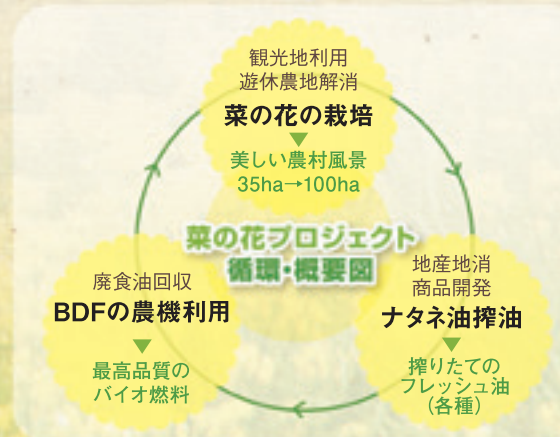 観光地利用
遊休農地解消
菜の花の栽培
▼
美しい農村風景
35ha→100ha
菜の花プロジェクト
循環・概要図
地産地消
商品開発
ナタネ油搾油
▼
搾りたての
フレッシュ油
(各種)
廃食油回収
BDFの農機利用
▼
最高品質の
バイオ燃料